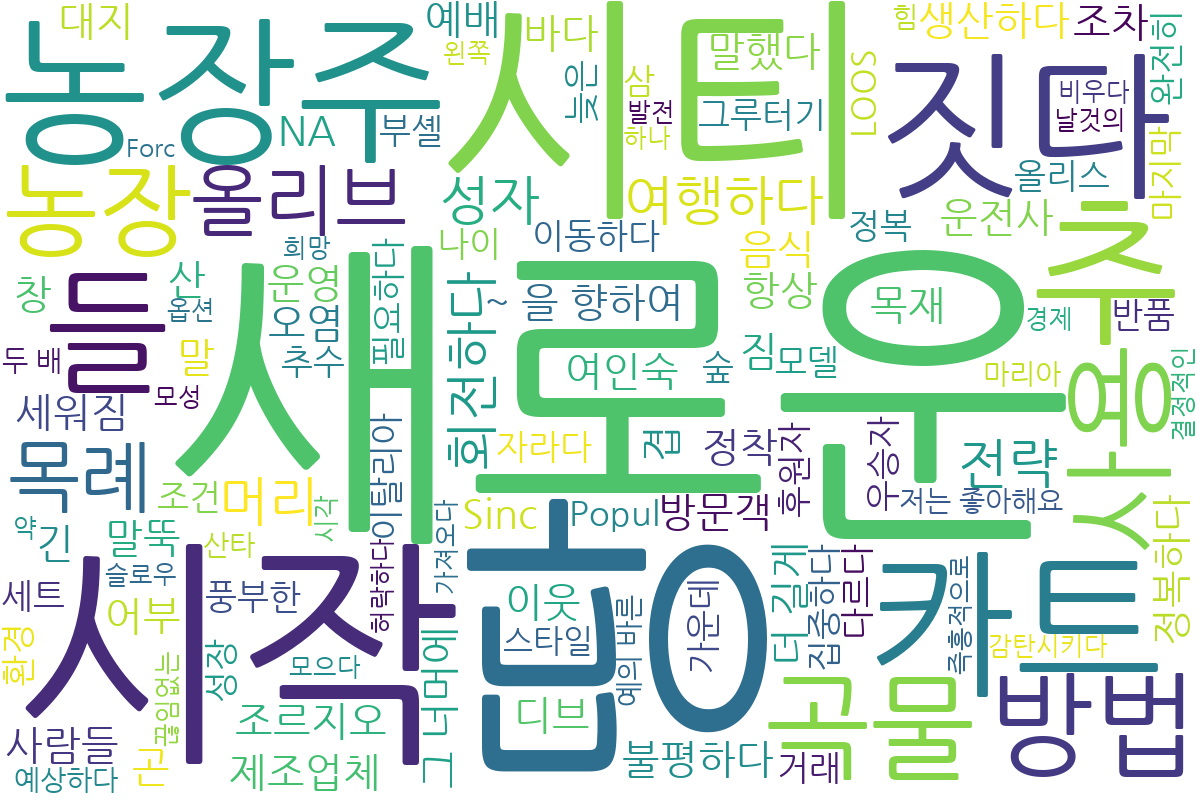 대지
예배
바다
힘
생산하다
조차
농장주
시티
왼쪽
늦은
삼
말했다
LOOS
짓다
완전히
비우다
날것의
발전
하나
그루터기
NA
부셸
Forc
농장
올리브
성자
여행하다
올리스
마지막
정복
운전사
추
들
희망
나이
이동하다
음식
항상
창
산
옵션
운영
오염
필요하다
회전하다
~ 을 향하여
새로운
목재
경제
반품
두 배
말
추수
모성
여인숙
숲
짐
모델
마리아
사용
결정적인
세워짐
목례
조건
머리
시각
이탈리아
자라다
겁
정착
후원자
우승자
전략
약
긴
말뚝
산타
Sinc
Popul
방문객
저는 좋아해요
정복하다
가져오다
허락하다
슬로우
세트
어부
풍부한
시작
붕
이웃
스타일
가운데
더 길게
집중하다
다르다
카트
즉흥적으로
감탄시키다
환경
끊임없는
성장
모으다
그 너머에
예의 바른
디브
곡물
방법
사람들
조르지오
예상하다
곤
제조업체
불평하다
거래